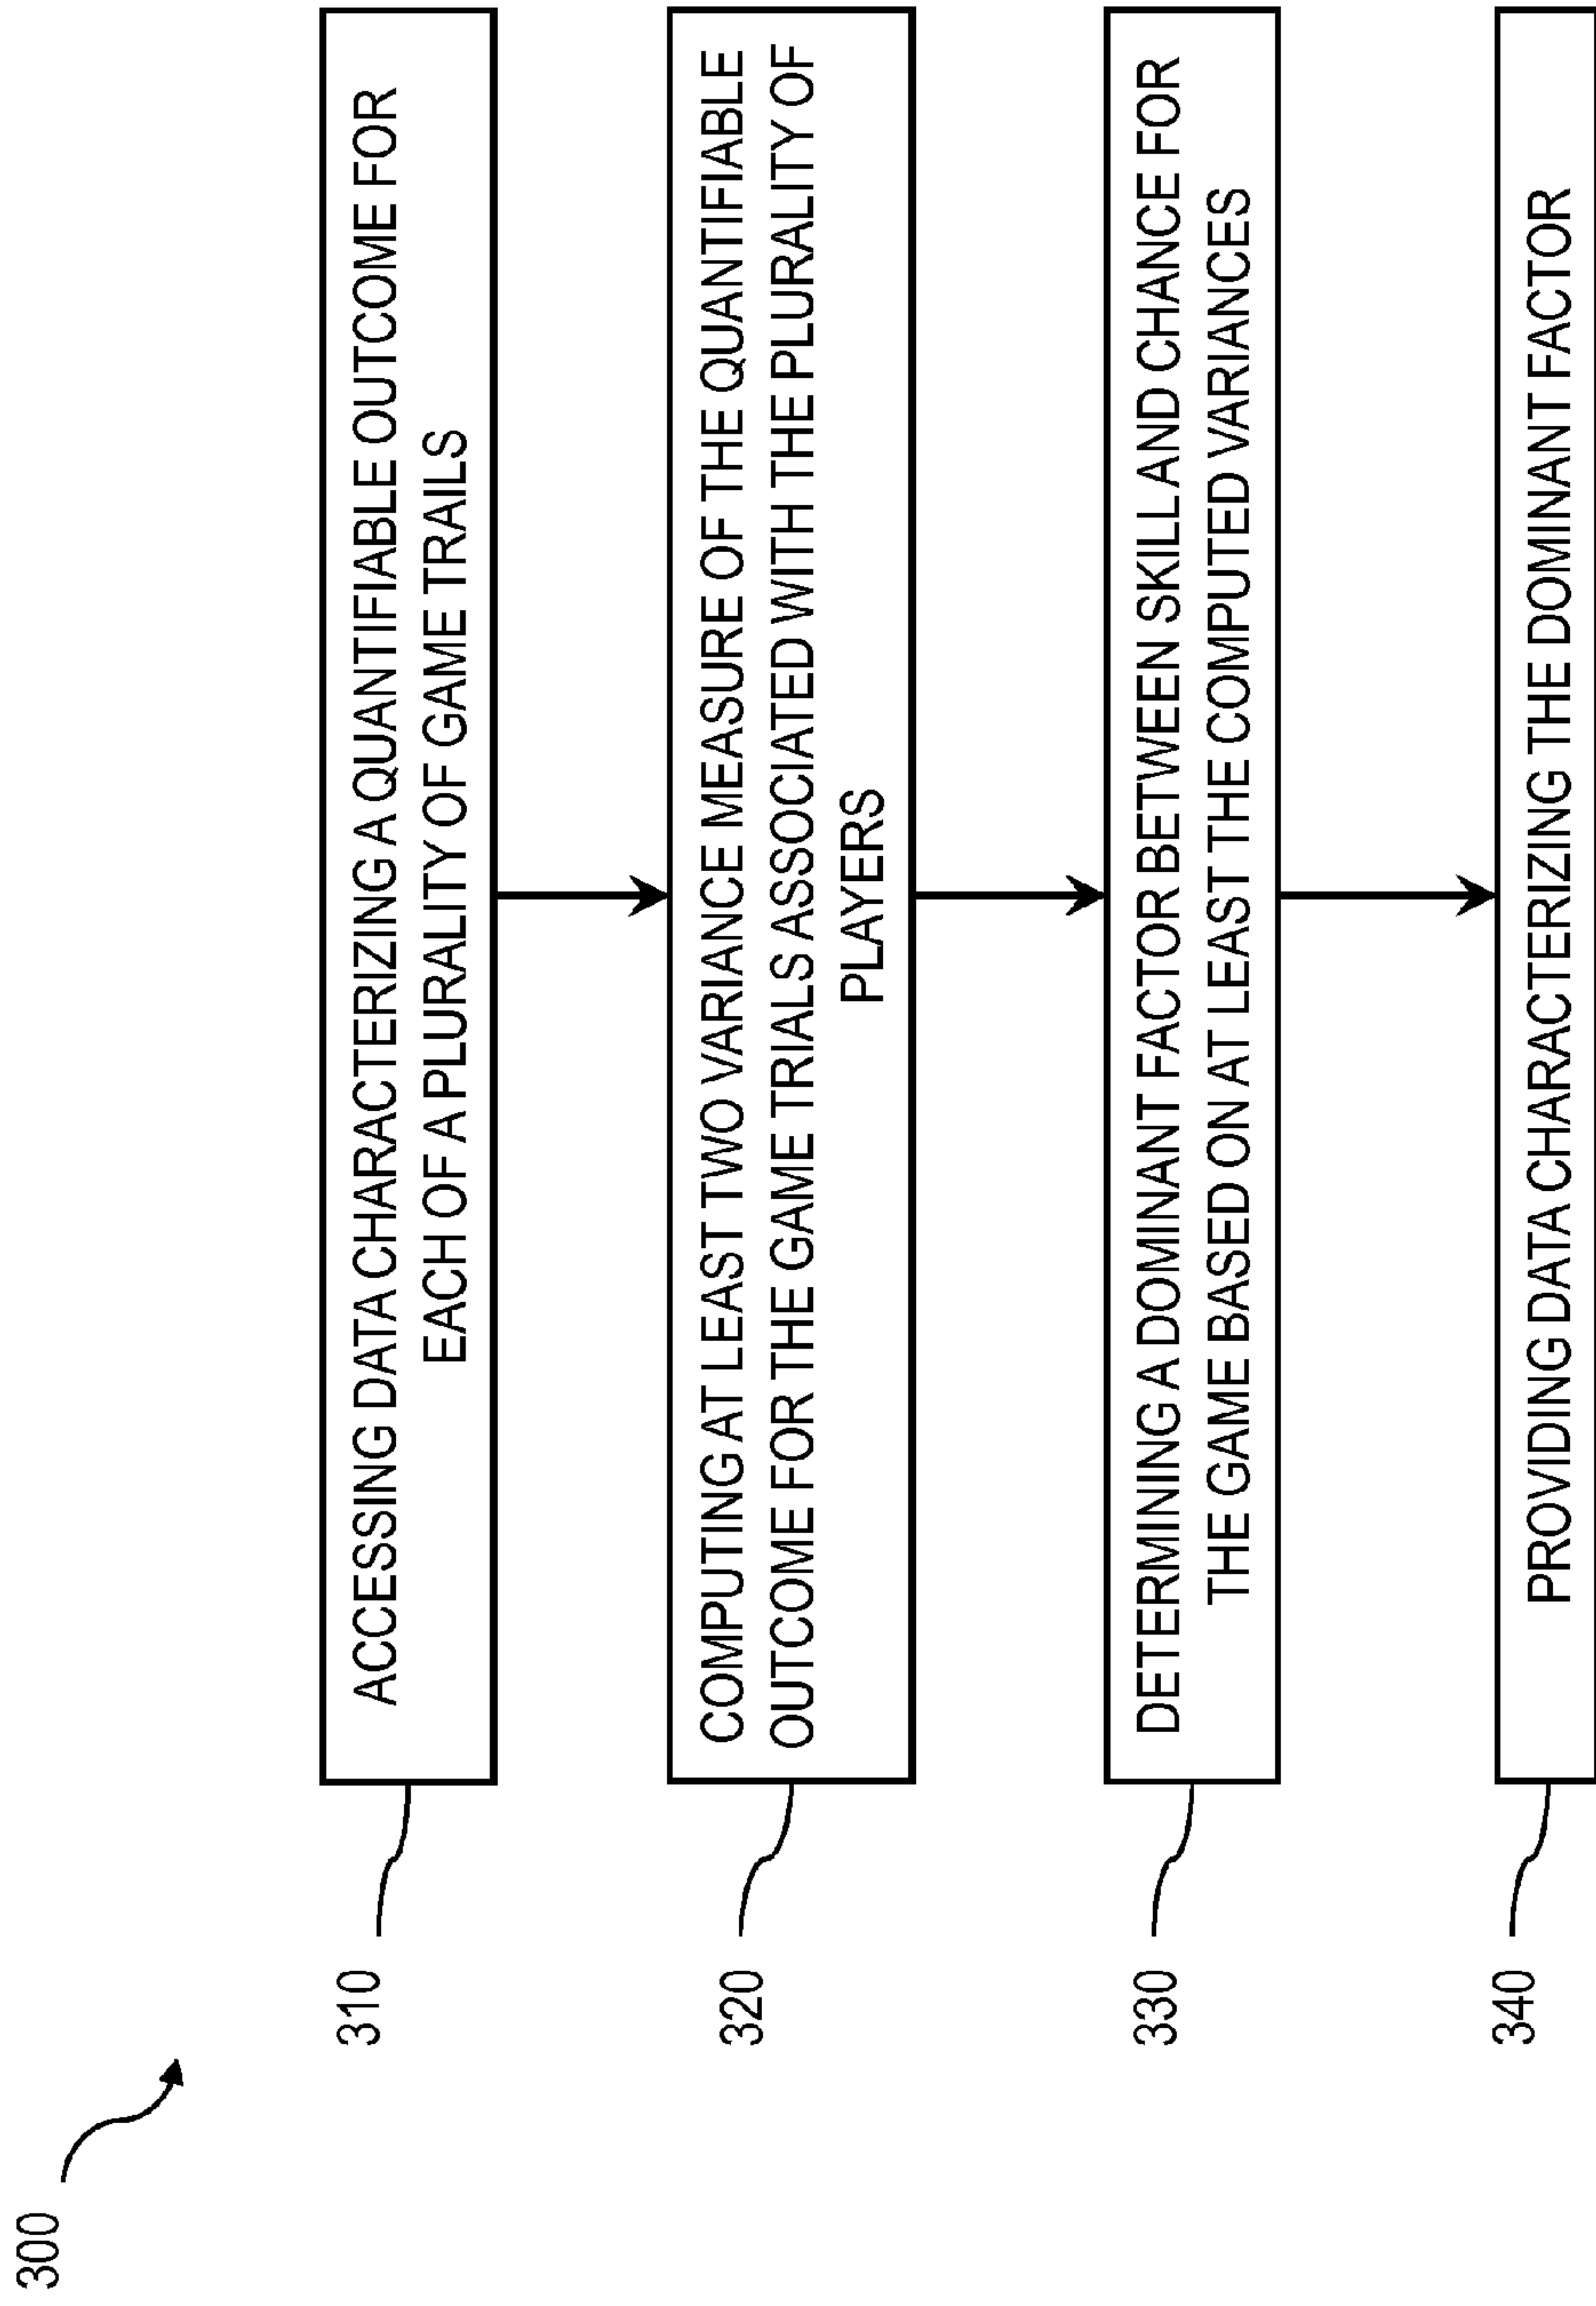 300
310
ACCESSING DATA CHARACTERIZING A QUANTIFIABLE OUTCOME FOR
EACH OF A PLURALITY OF GAME TRAILS
320
COMPUTING AT LEAST TWO VARIANCE MEASURE OF THE QUANTIFIABLE
OUTCOME FOR THE GAME TRIALS ASSOCIATED WITH THE PLURALITY OF
PLAYERS
330
DETERMINING A DOMINANT FACTOR BETWEEN SKILL AND CHANCE FOR
THE GAME BASED ON AT LEAST THE COMPUTED VARIANCES
340
PROVIDING DATA CHARACTERIZING THE DOMINANT FACTOR